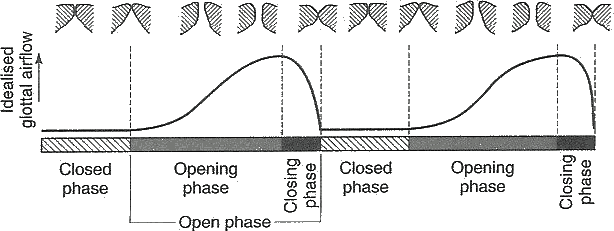 Idealised
glottal airflow
Closed
phase
Opening
phase
Closing
phase
Closed
phase
Opening
phase
Closing
phase
Open phase